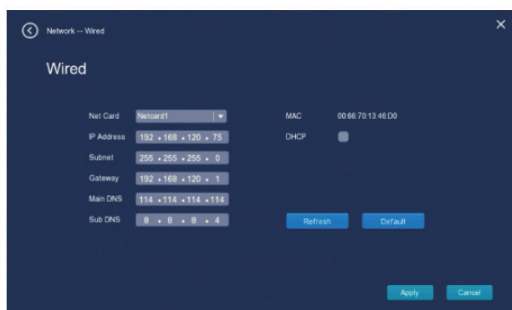 Network -- Wired
Wired
Net Card Netcard1 MAC 00:66:70:13:46:D0
IP Address 192 . 168 . 120 . 75 DHCP
Subnet 255 . 255 . 255 . 0
Gateway 192 . 168 . 120 . 1
Main DNS 114 . 114 . 114 . 114
Sub DNS 8 . 8 . 8 . 4 Refresh Default
Apply Cancel